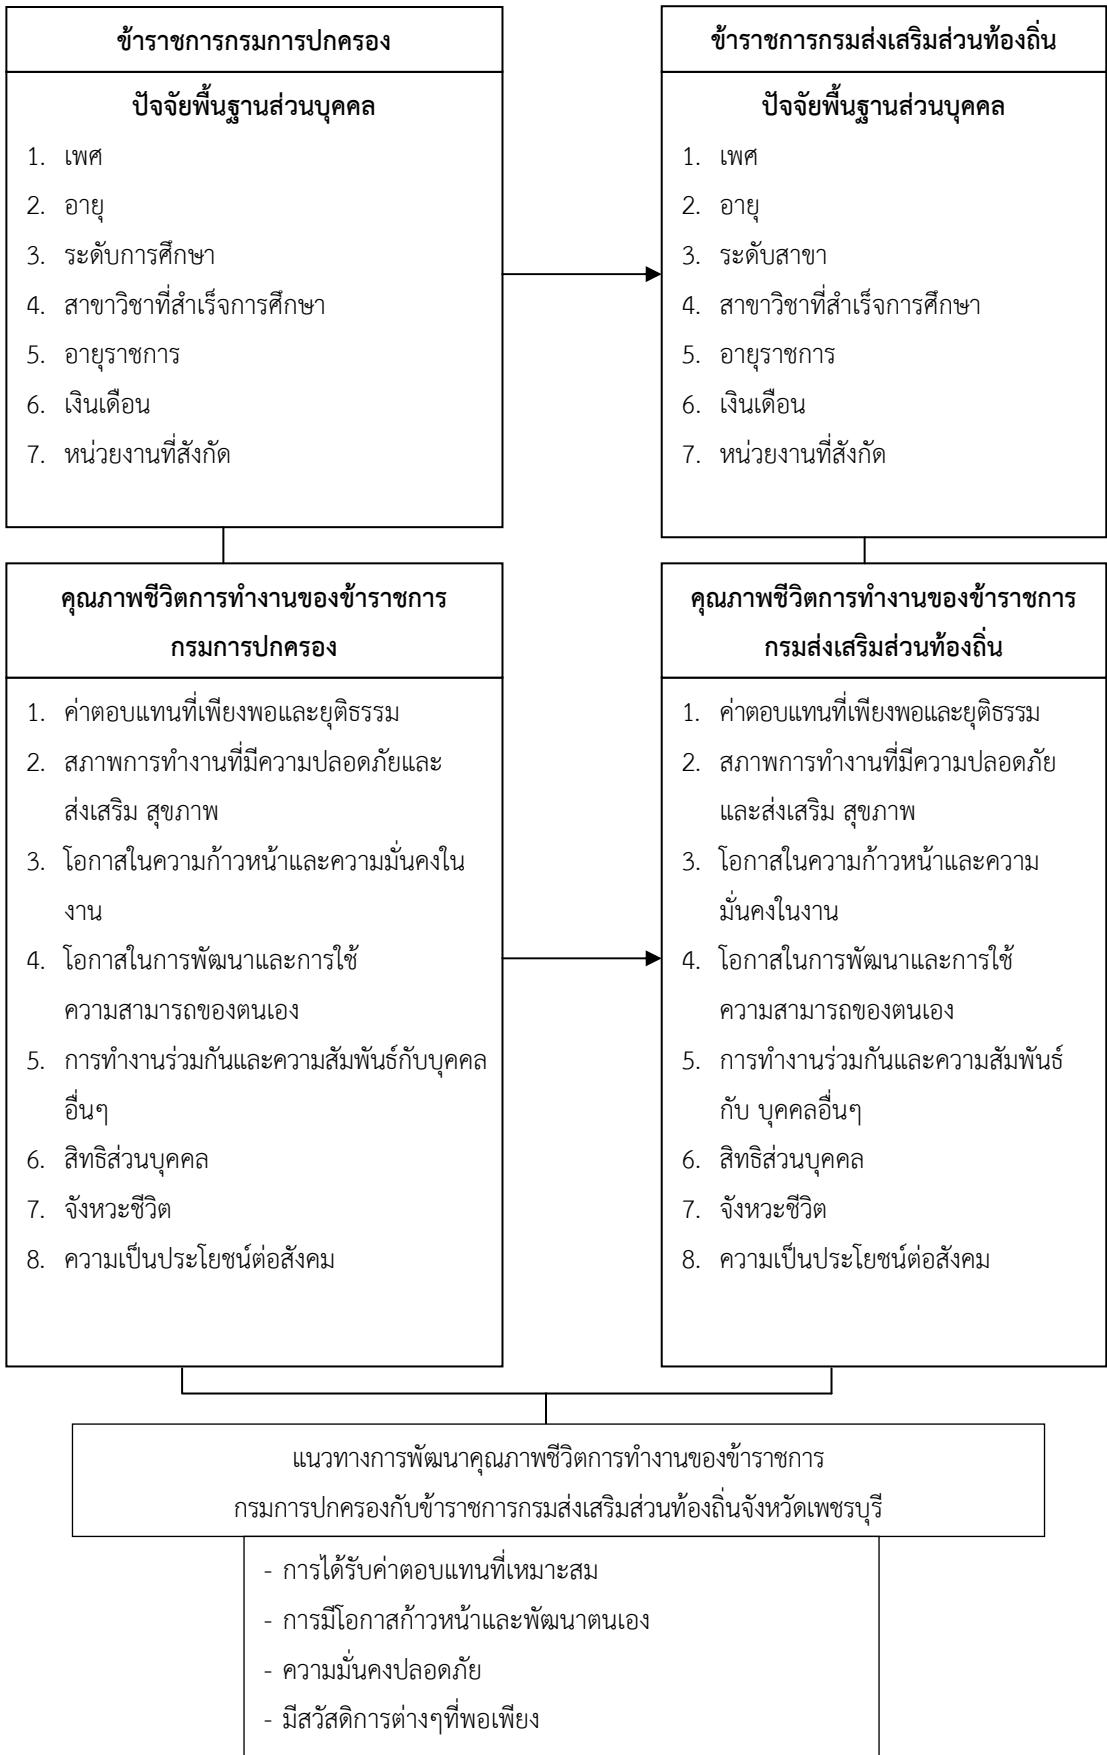 ข้าราชการกรมการปกครอง
ปัจจัยพื้นฐานส่วนบุคคล
1. เพศ
2. อายุ
3. ระดับการศึกษา
4. สาขาวิชาที่สำเร็จการศึกษา
5. อายุราชการ
6. เงินเดือน
7. หน่วยงานที่สังกัด
ข้าราชการกรมส่งเสริมส่วนท้องถิ่น
ปัจจัยพื้นฐานส่วนบุคคล
1. เพศ
2. อายุ
3. ระดับสาขา
4. สาขาวิชาที่สำเร็จการศึกษา
5. อายุราชการ
6. เงินเดือน
7. หน่วยงานที่สังกัด
คุณภาพชีวิตการทำงานของข้าราชการ
กรมการปกครอง
1. ค่าตอบแทนที่เพียงพอและยุติธรรม
2. สภาพการทำงานที่มีความปลอดภัยและ
ส่งเสริม สุขภาพ
3. โอกาสในความก้าวหน้าและความมั่นคงใน
งาน
4. โอกาสในการพัฒนาและการใช้
ความสามารถของตนเอง
5. การทำงานร่วมกันและความสัมพันธ์กับบุคคล
อื่นๆ
6. สิทธิส่วนบุคคล
7. จังหวะชีวิต
8. ความเป็นประโยชน์ต่อสังคม
คุณภาพชีวิตการทำงานของข้าราชการ
กรมส่งเสริมส่วนท้องถิ่น
1. ค่าตอบแทนที่เพียงพอและยุติธรรม
2. สภาพการทำงานที่มีความปลอดภัย
และส่งเสริม สุขภาพ
3. โอกาสในความก้าวหน้าและความ
มั่นคงในงาน
4. โอกาสในการพัฒนาและการใช้
ความสามารถของตนเอง
5. การทำงานร่วมกันและความสัมพันธ์
กับ บุคคลอื่นๆ
6. สิทธิส่วนบุคคล
7. จังหวะชีวิต
8. ความเป็นประโยชน์ต่อสังคม
แนวทางการพัฒนาคุณภาพชีวิตการทำงานของข้าราชการ
กรมการปกครองกับข้าราชการกรมส่งเสริมส่วนท้องถิ่นจังหวัดเพชรบุรี
- การได้รับค่าตอบแทนที่เหมาะสม
- การมีโอกาสก้าวหน้าและพัฒนาตนเอง
- ความมั่นคงปลอดภัย
- มีสวัสดิการต่างๆที่พอเพียง